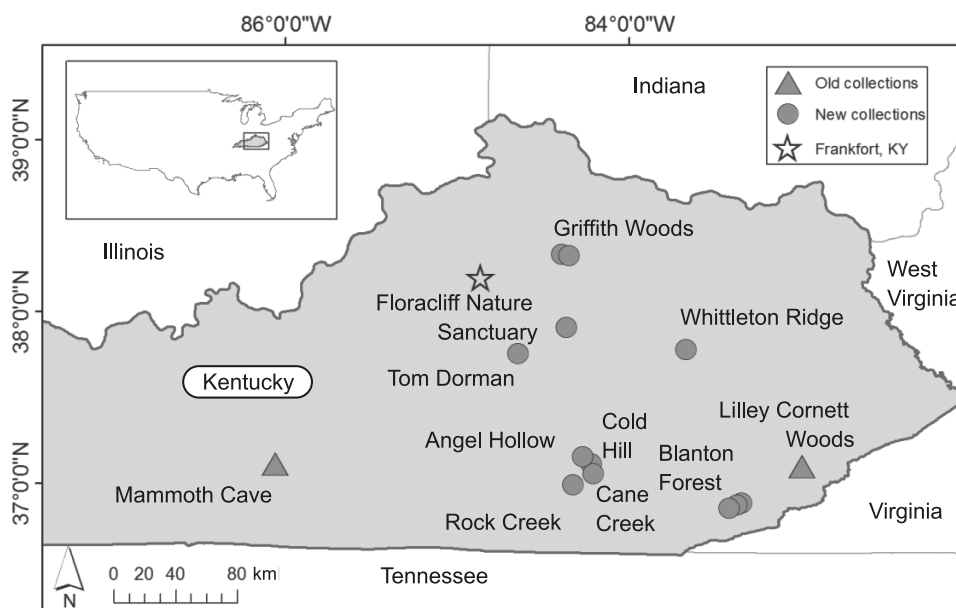 86°0'0"W
84°0'0"W
39°0'0"N
38°0'0"N
37°0'0"N
Indiana
Old collections
New collections
Frankfort, KY
Illinois
Griffith Woods
West
Virginia
Floracliff Nature
Sanctuary
Whittleton Ridge
Kentucky
Tom Dorman
Lilley Cornett
Woods
Angel Hollow
Cold
Hill
Blanton
Forest
Mammoth Cave
Rock Creek
Cane
Creek
Virginia
Tennessee
N
0 20 40 80 km